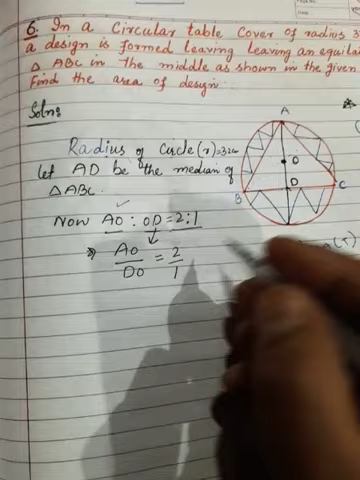 6. In a Circular table Cover of radius 3
a design is formed leaving leaving an equila
Δ ABC in the middle as shown in the given
Find the area of design.
Soln:
A
Radius of Circle (r) = 32cm
let AD be the median of
O
D
B
C
Δ ABC.
Now AO : OD = 2:1
⇒ AO/DO = 2/1